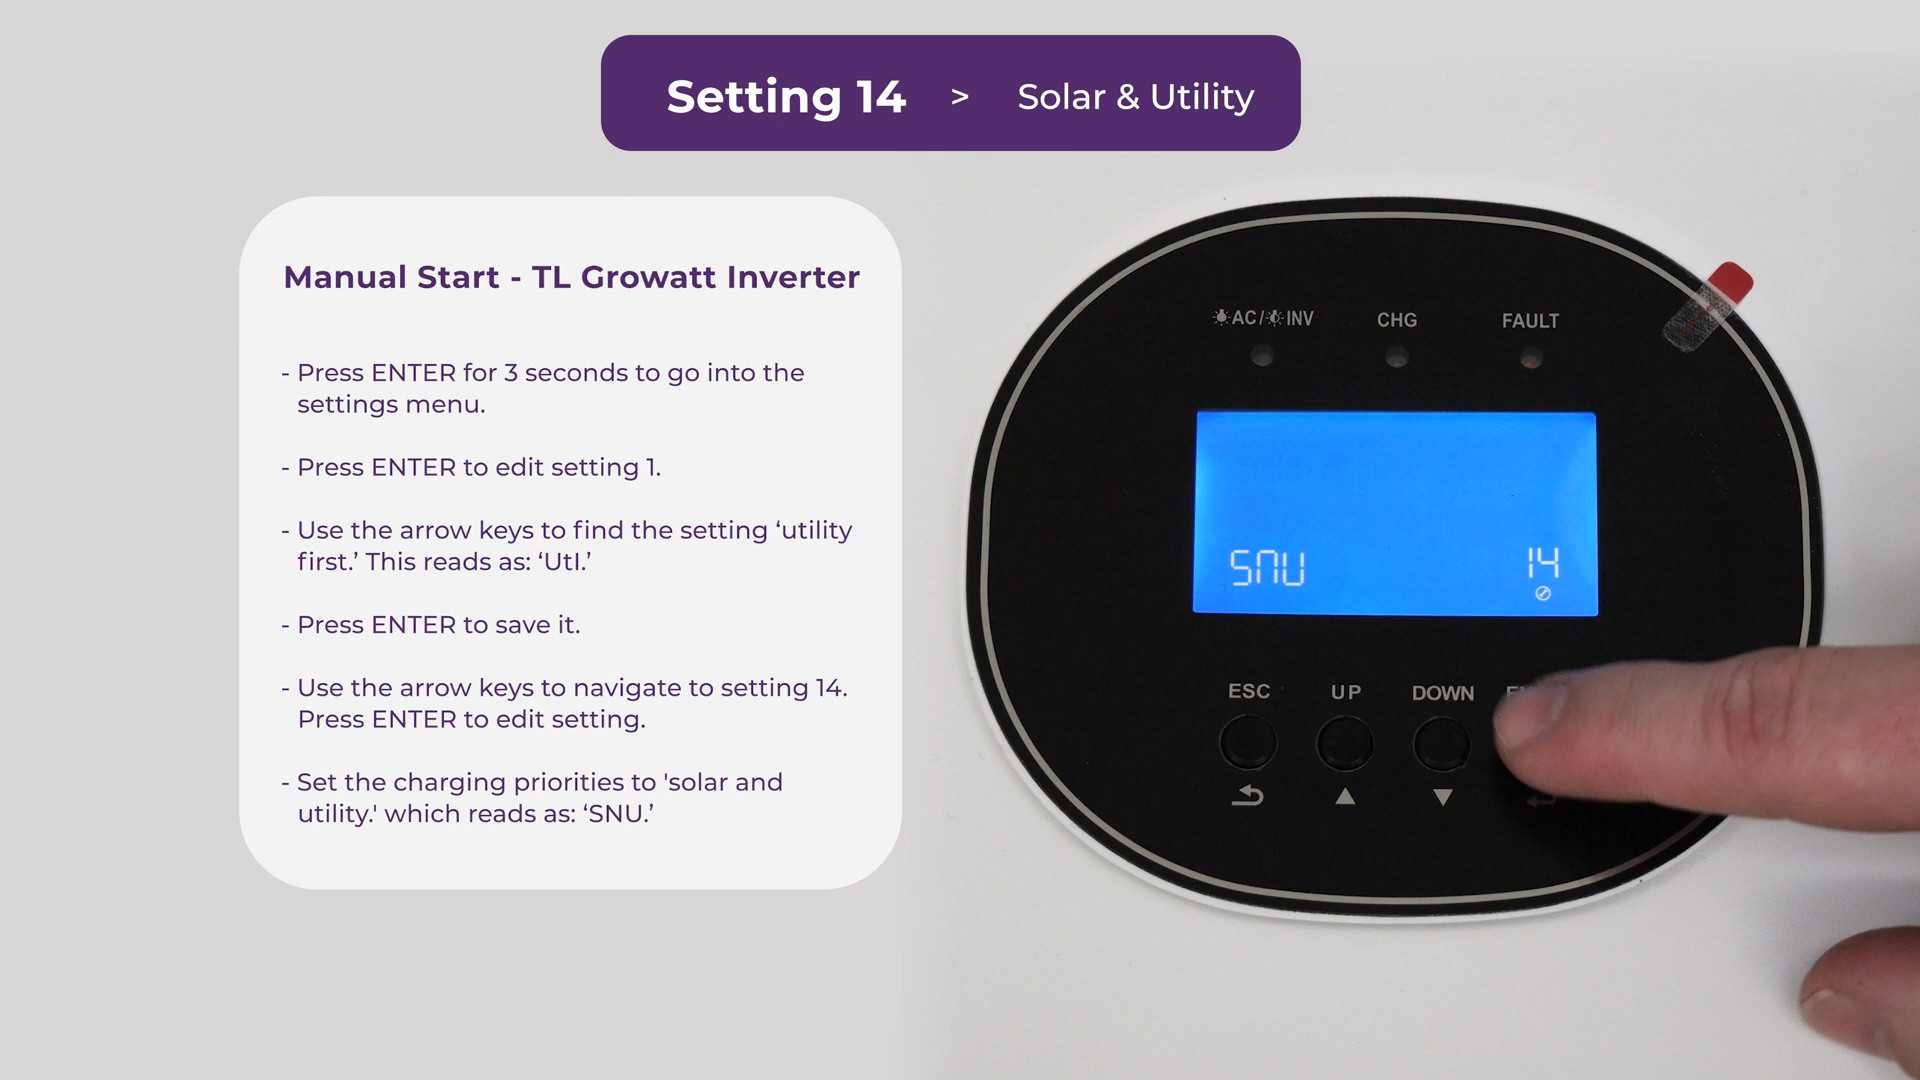 Setting 14 > Solar & Utility
Manual Start - TL Growatt Inverter
- Press ENTER for 3 seconds to go into the
settings menu.
- Press ENTER to edit setting 1.
- Use the arrow keys to find the setting ‘utility
first.’ This reads as: ‘UtI.’
- Press ENTER to save it.
- Use the arrow keys to navigate to setting 14.
Press ENTER to edit setting.
- Set the charging priorities to 'solar and
utility.' which reads as: ‘SNU.’
AC/ INV CHG FAULT
SNU 14
ESC UP DOWN